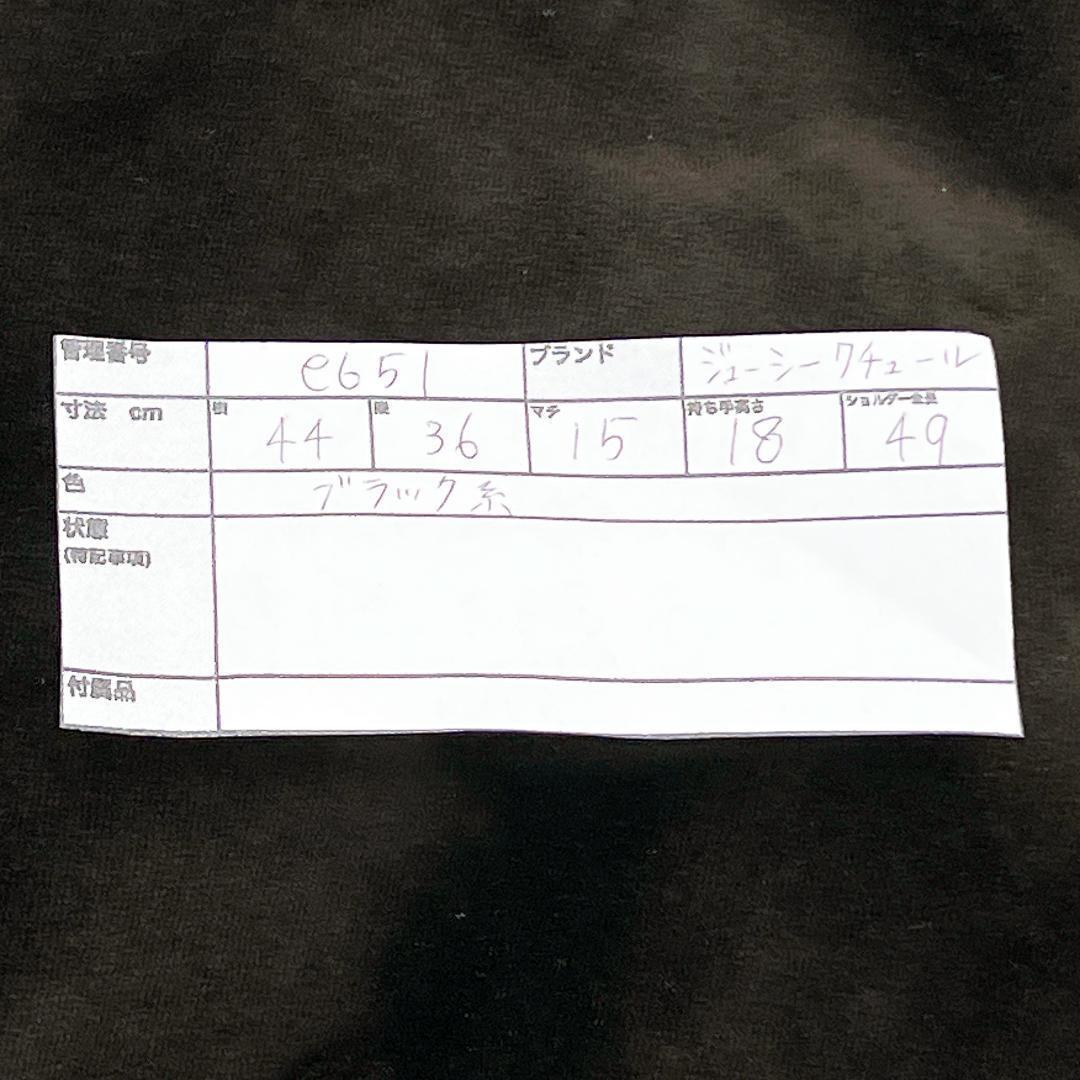 管理番号 e651 ブランド ジューシークチュール
寸法 cm 横 44 縦 36 マチ 15 持ち手高さ 18 ショルダー全長 49
色 ブラック系
状態
(特記事項)
付属品